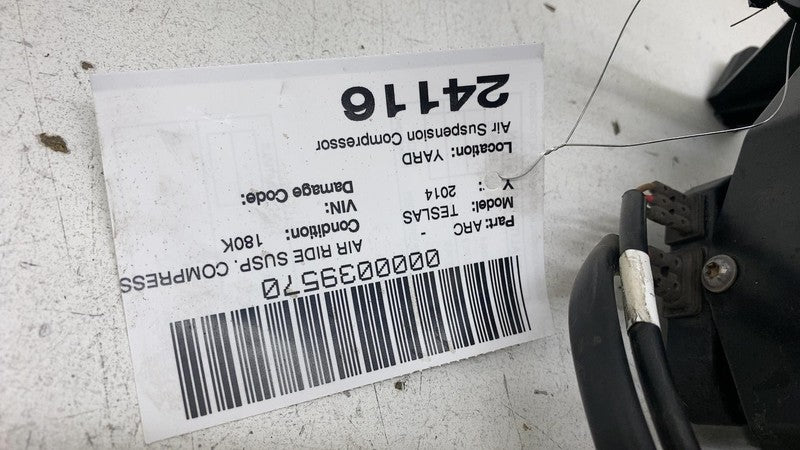 0000039570
AIR RIDE SUSP. COMPRESS
Part: ARC - Condition: 180K
Model: TESLAS VIN:
Y.: 2014 Damage Code:
Location: YARD
Air Suspension Compressor
24116